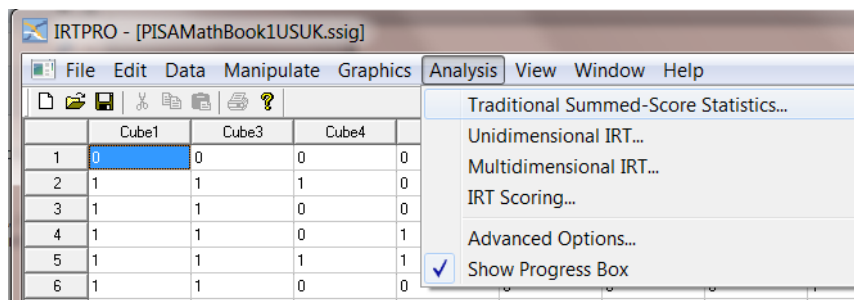 IRTPRO - [PISAMathBook1USUK.ssig]
File Edit Data Manipulate Graphics Analysis View Window Help
Traditional Summed-Score Statistics...
Unidimensional IRT...
Multidimensional IRT...
IRT Scoring...
Advanced Options...
Show Progress Box
Cube1 Cube3 Cube4
1 0 0 0 0
2 1 1 1 0
3 1 1 0 0
4 1 1 0 1
5 1 1 1 1
6 1 1 0 0